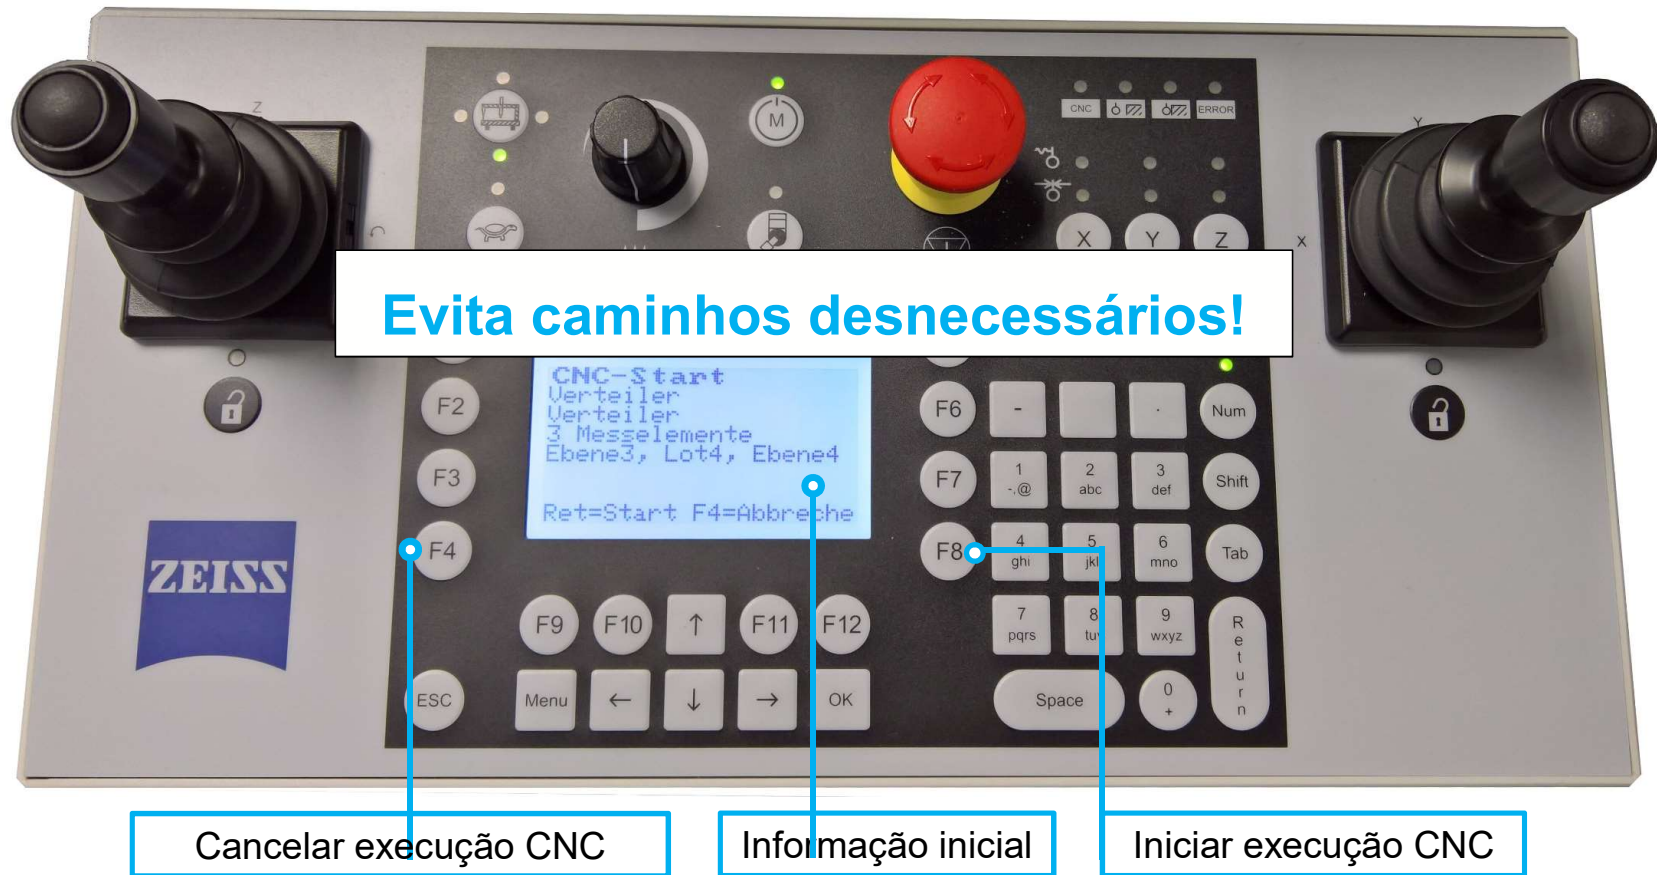 Z
M
CNC
ERROR
Y
X Y Z
X
Evita caminhos desnecessários!
CNC-Start
Verteiler
Verteiler
3 Messelemente
Ebene3, Lot4, Ebene4
Ret=Start F4=Abbreche
F2
F3
F4
ESC
F6
F7
F8
- .
Num
1 2 3
-,@ abc def
Shift
4 5 6
ghi jkl mno
Tab
7 8 9
pqrs tuv wxyz
Return
Space
0
+
F9 F10 ↑ F11 F12
Menu ← ↓ → OK
ZEISS
Cancelar execução CNC
Informação inicial
Iniciar execução CNC